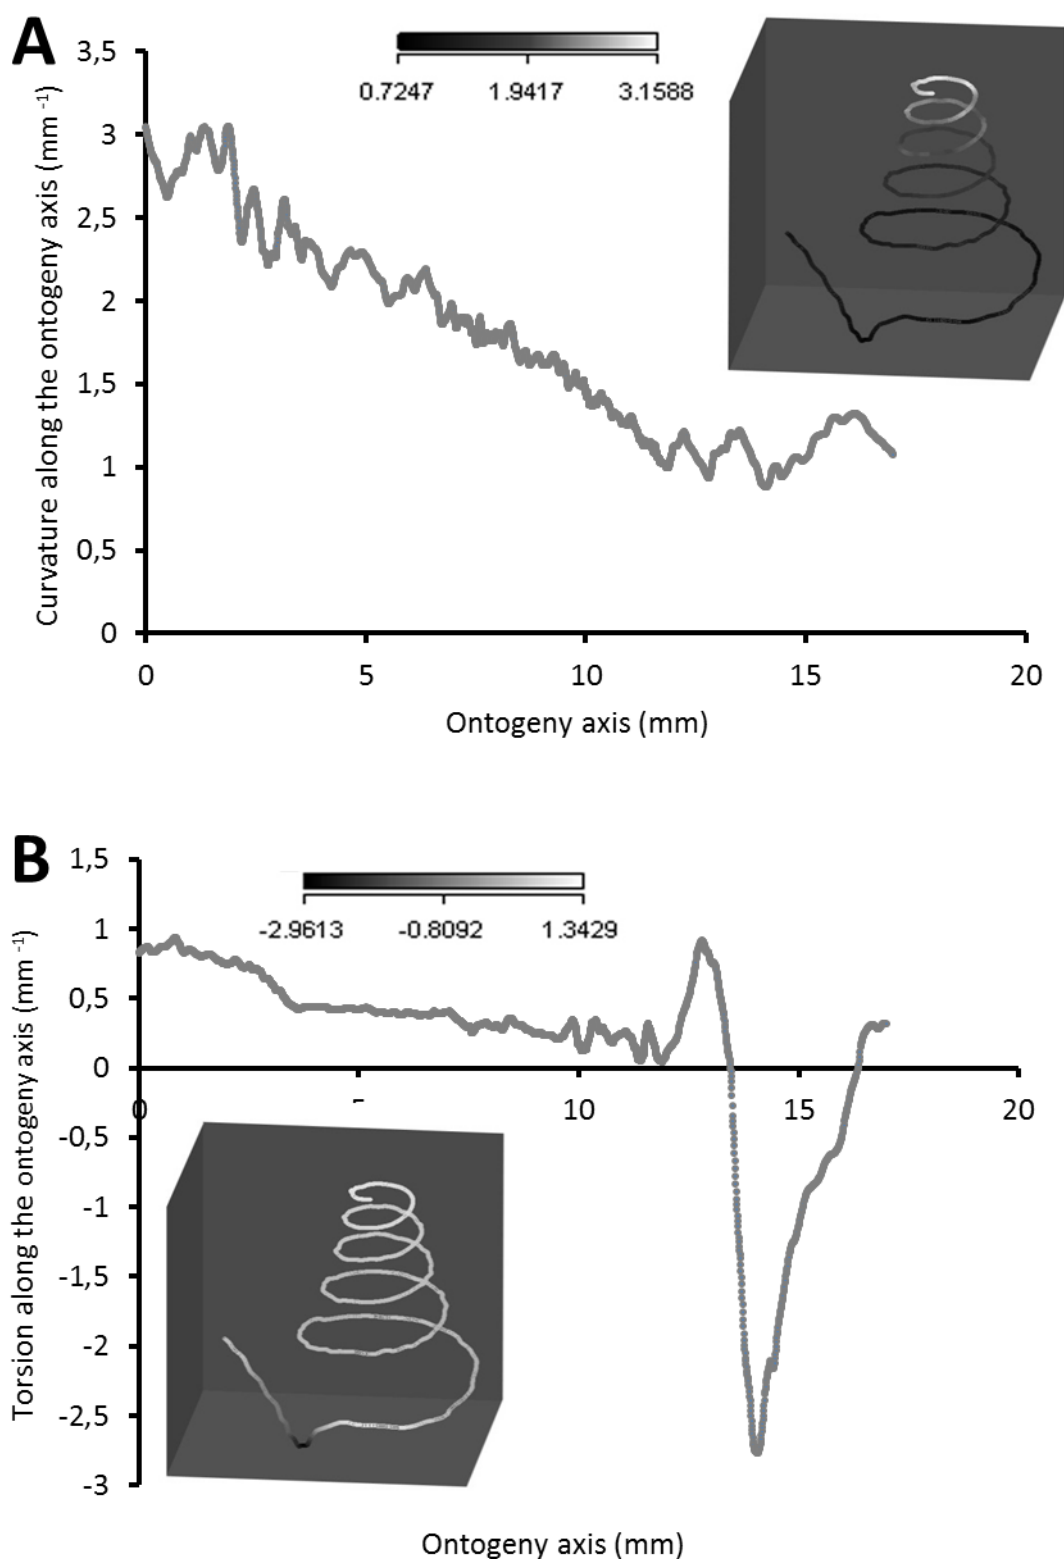 A
3,5
3
2,5
2
1,5
1
0,5
0
Curvature along the ontogeny axis (mm⁻¹)
0.7247 1.9417 3.1588
0 5 10 15 20
Ontogeny axis (mm)
B
1,5
1
0,5
0
-0,5
-1
-1,5
-2
-2,5
-3
Torsion along the ontogeny axis (mm⁻¹)
-2.9613 -0.8092 1.3429
0 10 15 20
Ontogeny axis (mm)